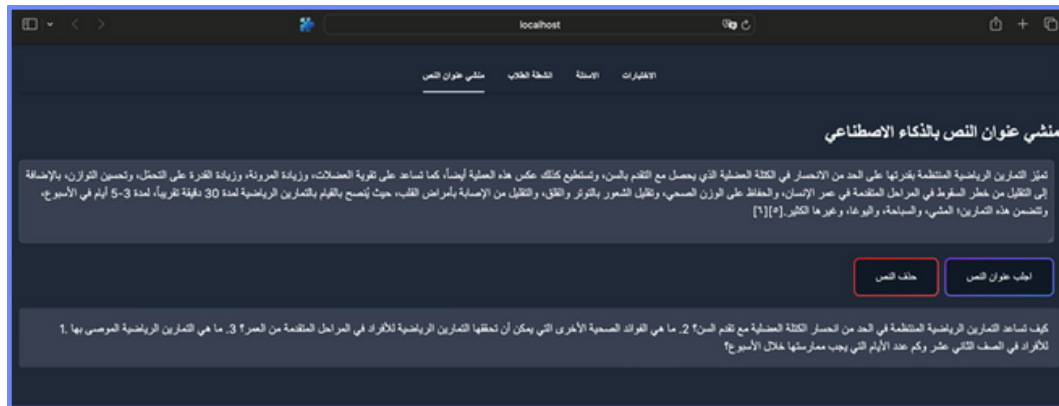 localhost
الاختبارات الاسئلة انشطة الطلاب منشي عنوان النص
منشي عنوان النص بالذكاء الاصطناعي
تميّز التمارين الرياضية المنتظمة بقدرتها على الحد من الانحسار في الكتلة العضلية الذي يحصل مع التقدم بالسن، وتستطيع كذلك عكس هذه العملية أيضاً، كما تساعد على تقوية العضلات، وزيادة المرونة، وزيادة القدرة على التحمّل، وتحسين التوازن، بالإضافة
إلى التقليل من خطر السقوط في المراحل المتقدمة في عمر الإنسان، والحفاظ على الوزن الصحي، وتقليل الشعور بالتوتر والقلق، والتقليل من الإصابة بأمراض القلب، حيث يُنصح بالقيام بالتمارين الرياضية لمدة 30 دقيقة تقريباً، لمدة 3-5 أيام في الأسبوع،
وتتضمن هذه التمارين؛ المشي، والسباحة، واليوغا، وغيرها الكثير.[٥][٦]
اجلب عنوان النص حذف النص
كيف تساعد التمارين الرياضية المنتظمة في الحد من انحسار الكتلة العضلية مع تقدم السن؟ 2. ما هي الفوائد الصحية الأخرى التي يمكن أن تحققها التمارين الرياضية للأفراد في المراحل المتقدمة من العمر؟ 3. ما هي التمارين الرياضية الموصى بها .1
للأفراد في الصف الثاني عشر وكم عدد الأيام التي يجب ممارستها خلال الأسبوع؟